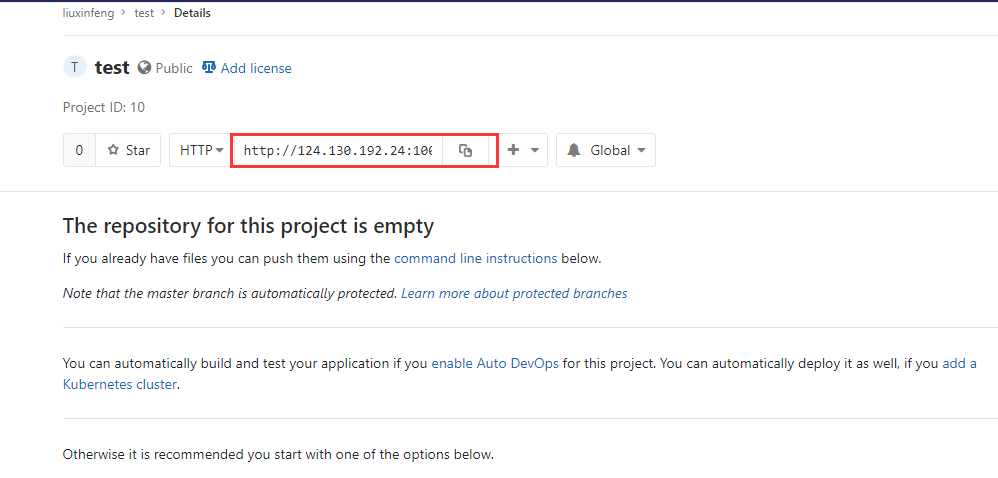 liuxinfeng > test > Details
T test Public Add license
Project ID: 10
0 Star HTTP http://124.130.192.24:100 + Global
The repository for this project is empty
If you already have files you can push them using the command line instructions below.
Note that the master branch is automatically protected. Learn more about protected branches
You can automatically build and test your application if you enable Auto DevOps for this project. You can automatically deploy it as well, if you add a
Kubernetes cluster.
Otherwise it is recommended you start with one of the options below.